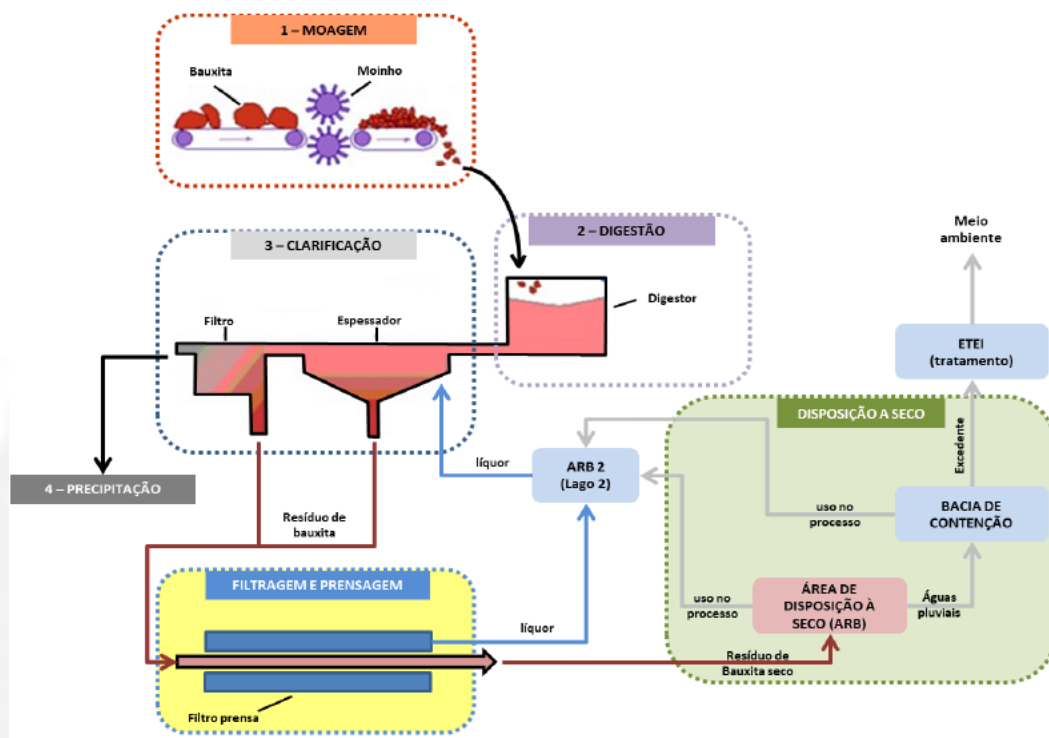 1 – MOAGEM
Bauxita
Moinho
2 – DIGESTÃO
Digestor
3 – CLARIFICAÇÃO
Filtro
Espessador
Meio
ambiente
ETEI
(tratamento)
DISPOSIÇÃO A SECO
Excedente
BACIA DE
CONTENÇÃO
uso no
processo
ARB 2
(Lago 2)
líquor
4 – PRECIPITAÇÃO
Resíduo de
bauxita
FILTRAGEM E PRENSAGEM
líquor
Filtro prensa
uso no
processo
ÁREA DE
DISPOSIÇÃO À
SECO (ARB)
Águas
pluviais
Resíduo de
Bauxita seco